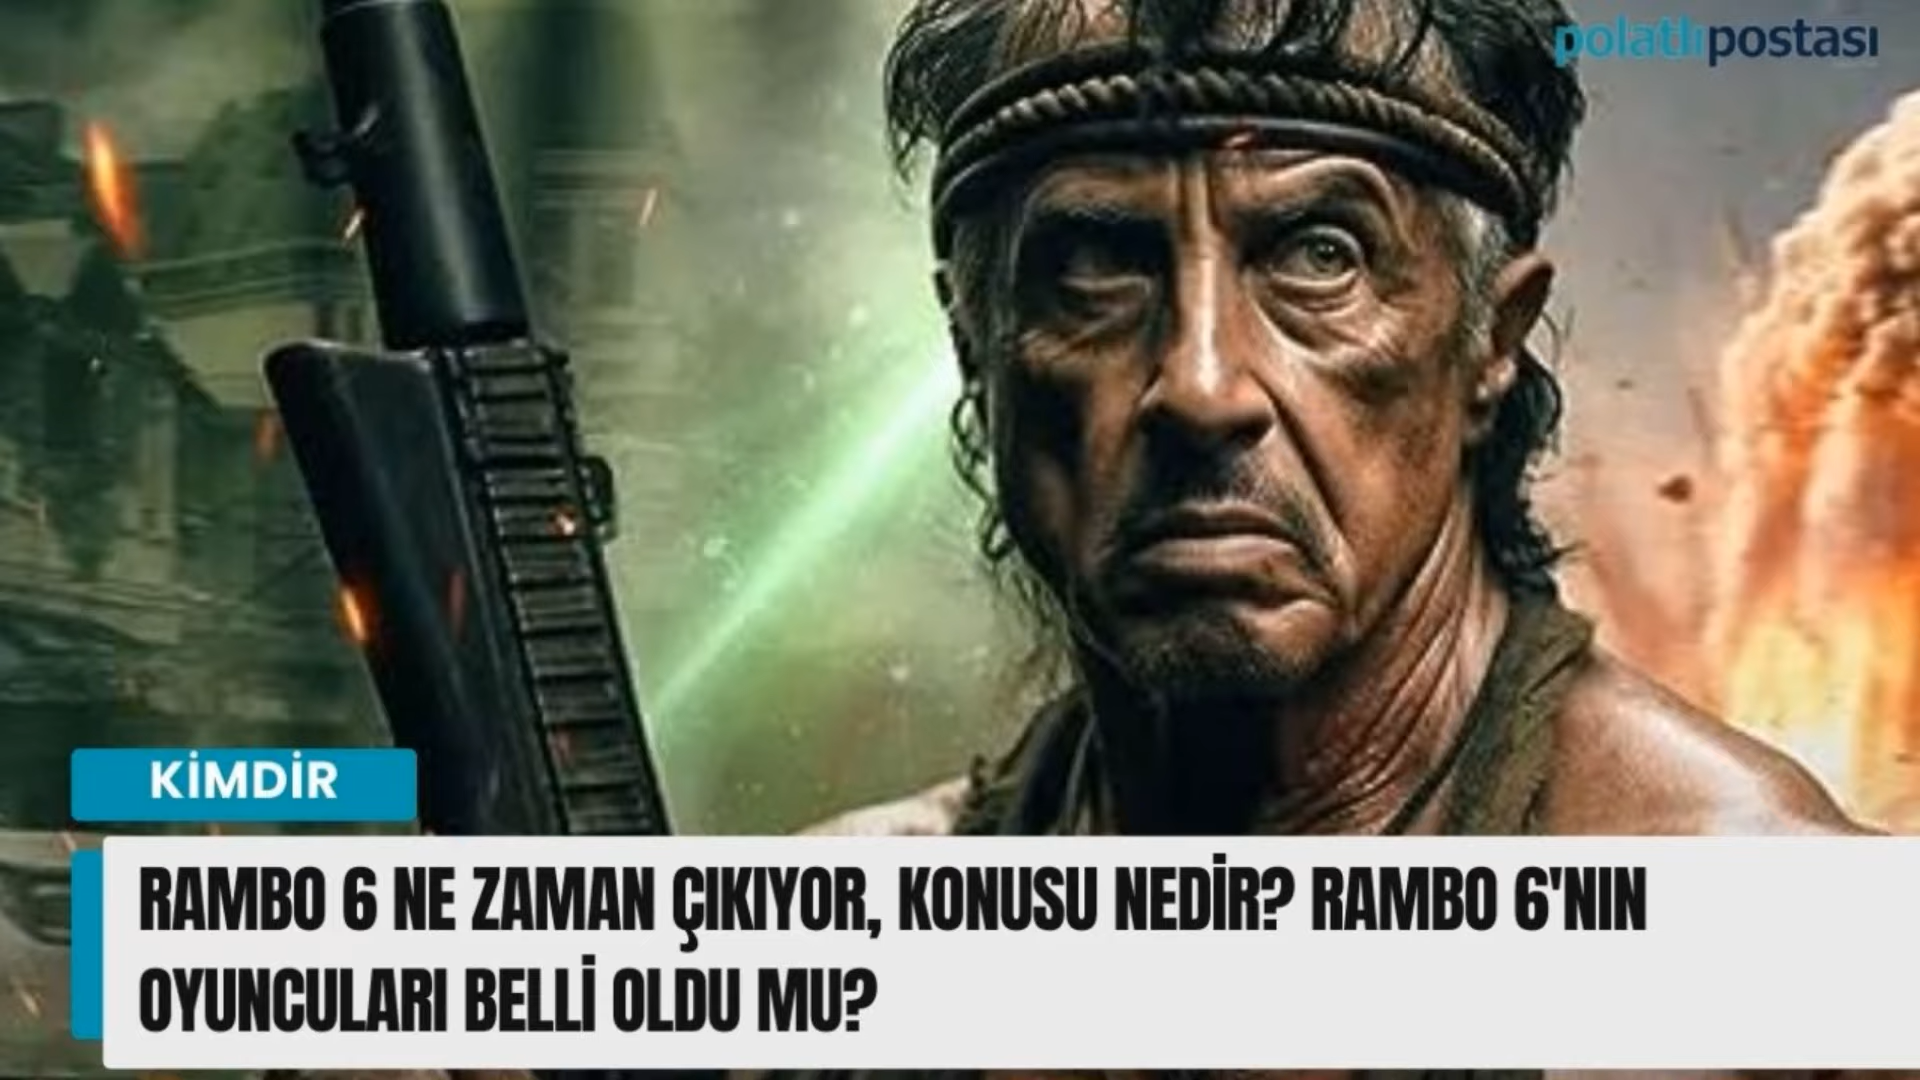 polatlıpostası
KİMDİR
RAMBO 6 NE ZAMAN ÇIKIYOR, KONUSU NEDİR? RAMBO 6'NIN
OYUNCULARI BELLİ OLDU MU?